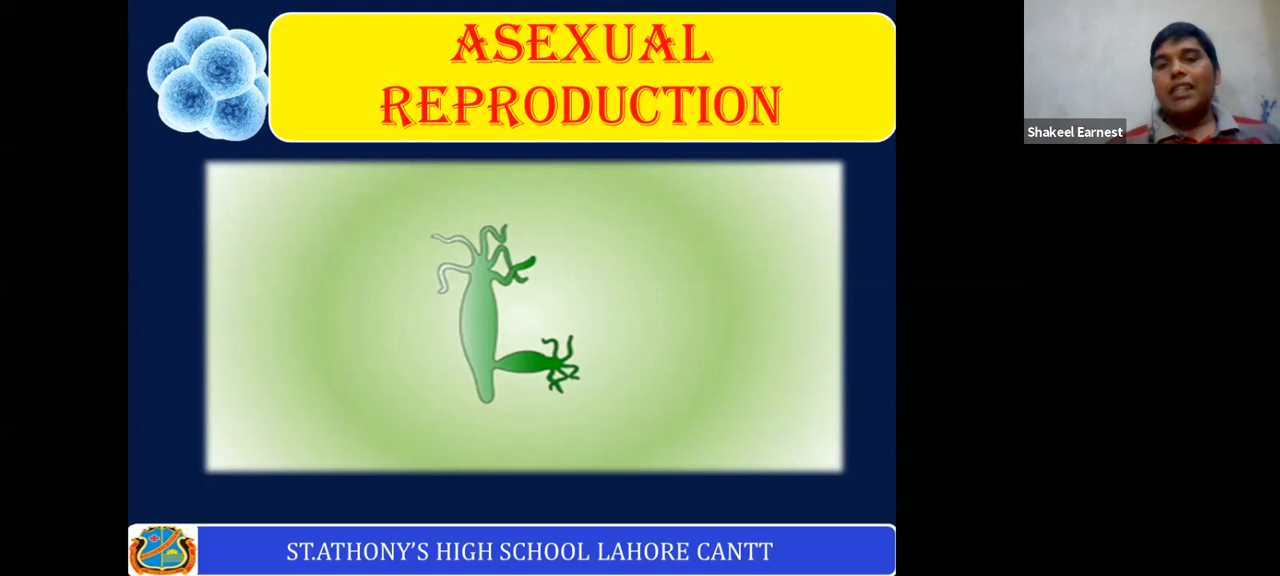 ASEXUAL
REPRODUCTION
Shakeel Earnest
ST.ATHONY'S HIGH SCHOOL LAHORE CANTT